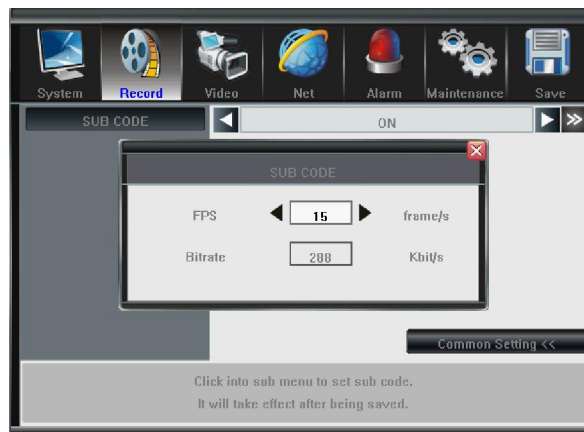 System Record Video Net Alarm Maintenance Save
SUB CODE ON
SUB CODE
FPS 15 frame/s
Bitrate 288 Kbit/s
Common Setting <<
Click into sub menu to set sub code.
It will take effect after being saved.